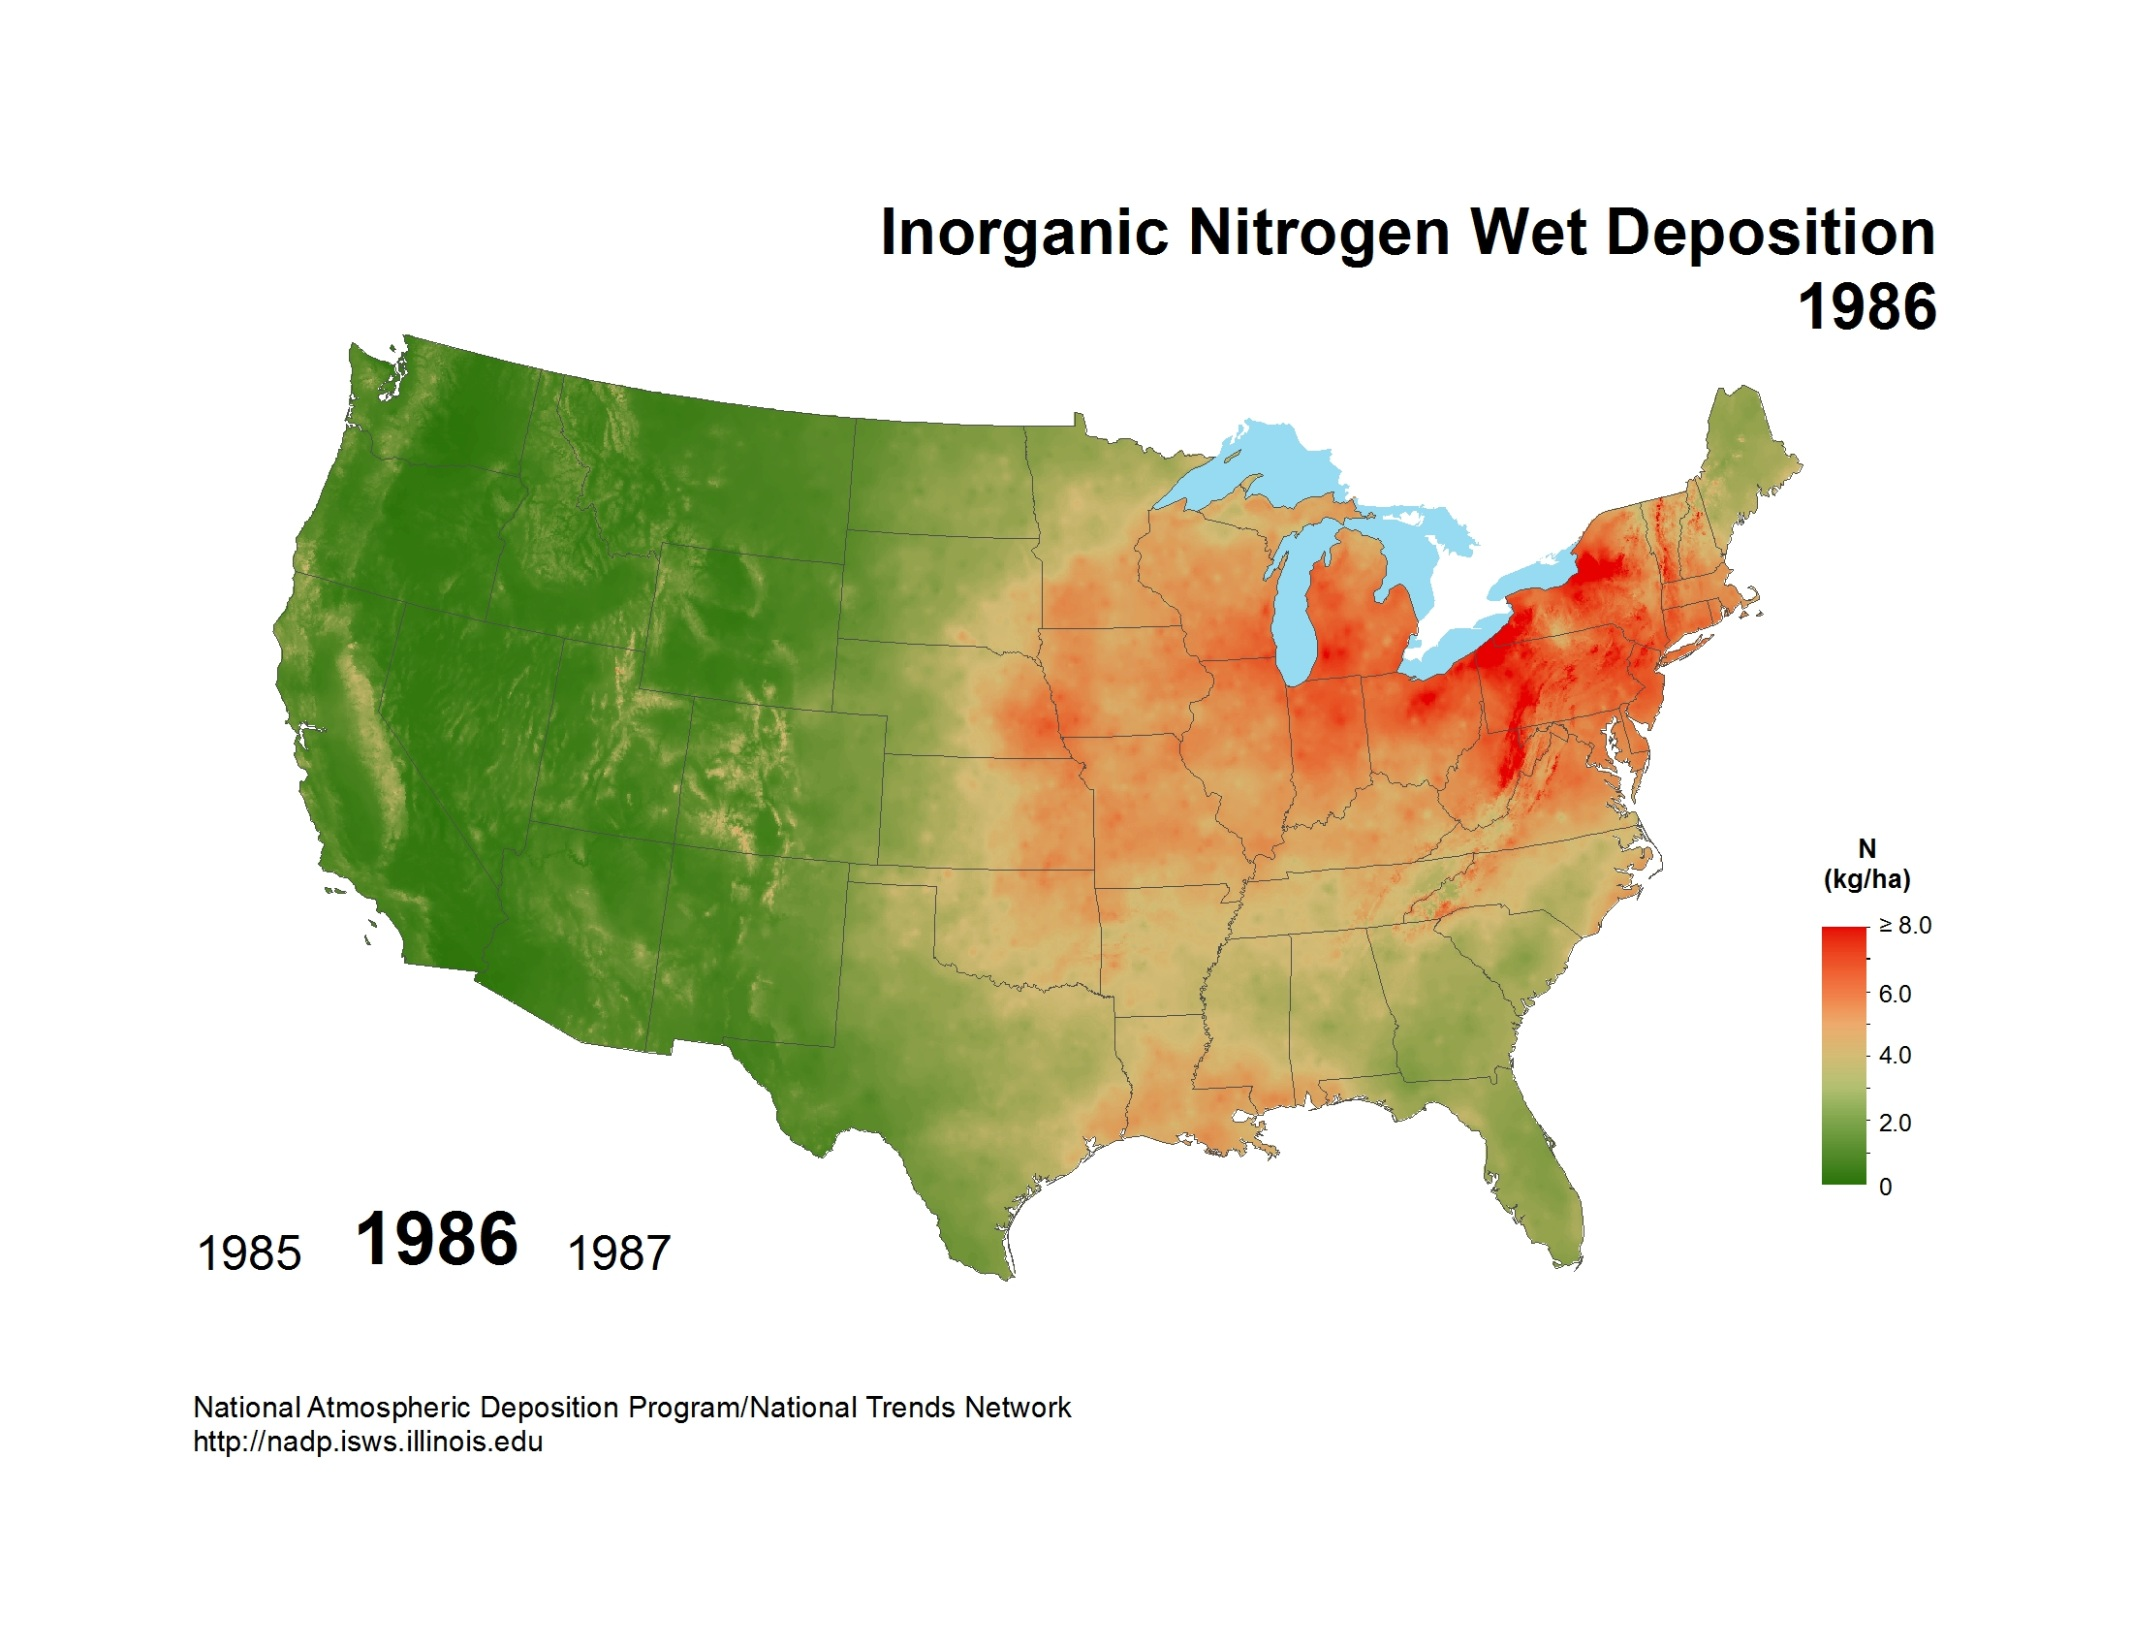 Inorganic Nitrogen Wet Deposition
1986
N
(kg/ha)
≥ 8.0
6.0
4.0
2.0
0
1985 1986 1987
National Atmospheric Deposition Program/National Trends Network
http://nadp.isws.illinois.edu